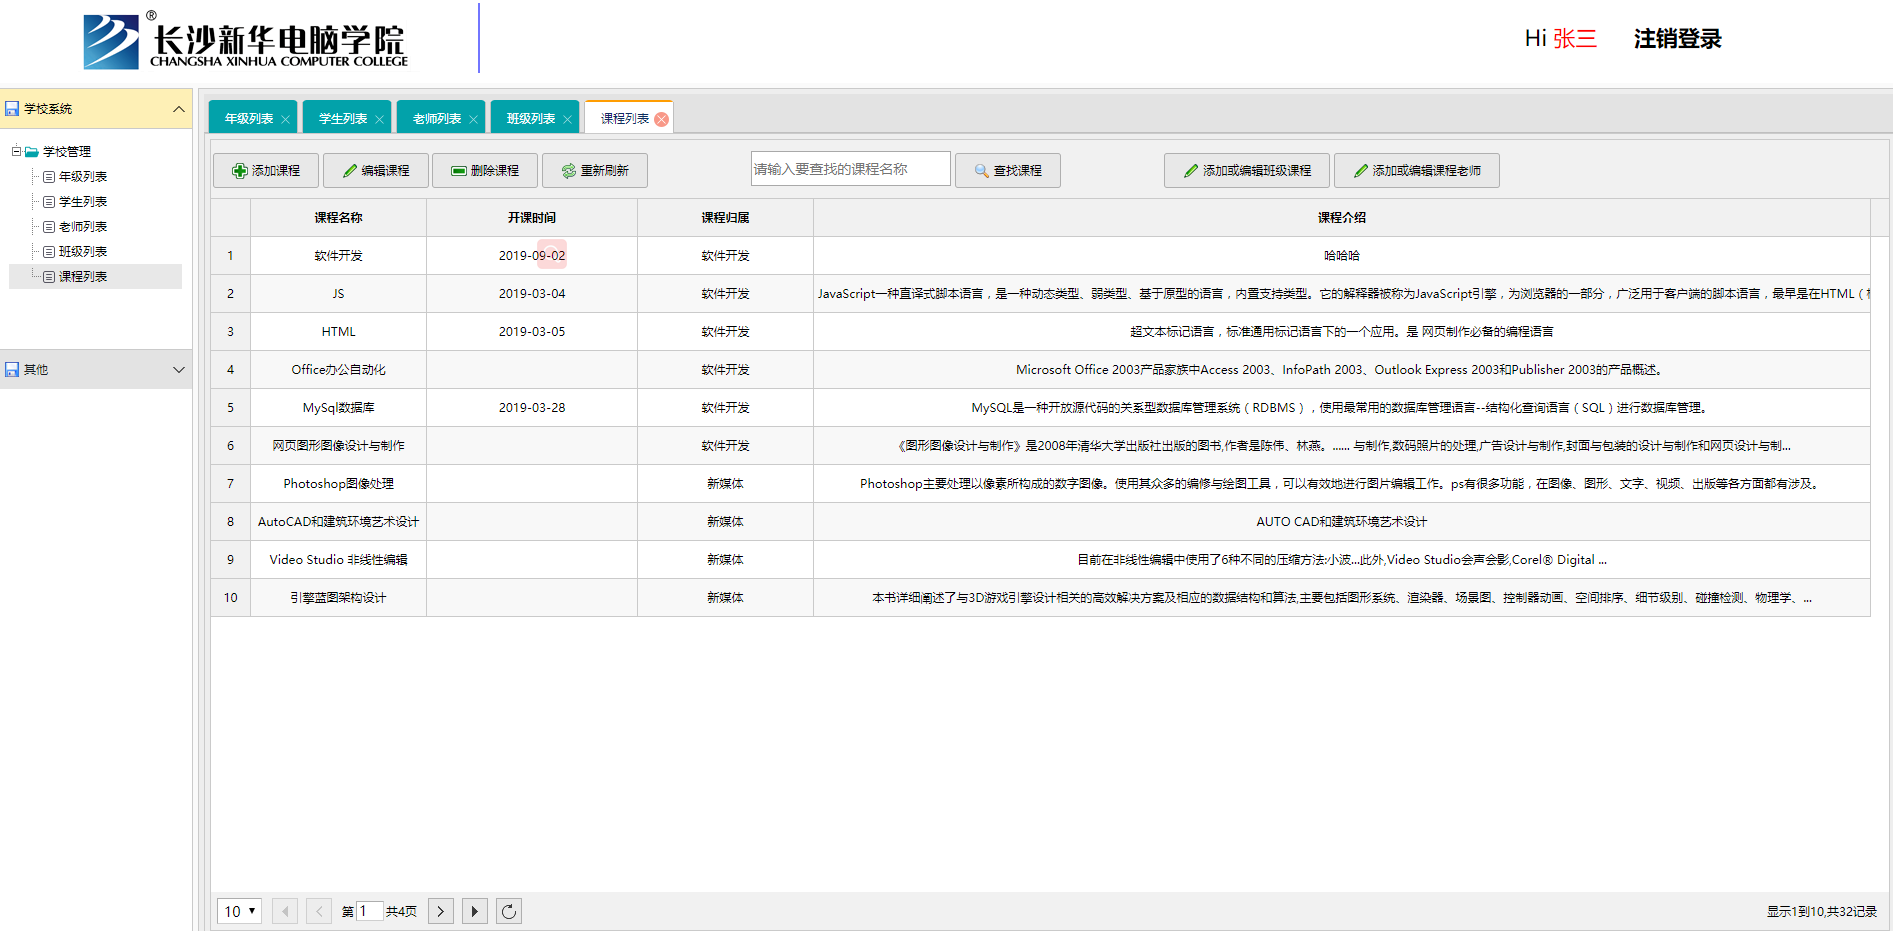 长沙新华电脑学院 ®
CHANGSHA XINHUA COMPUTER COLLEGE
Hi 张三 注销登录
学校系统
学校管理
年级列表
学生列表
老师列表
班级列表
课程列表
其他
年级列表 学生列表 老师列表 班级列表 课程列表
添加课程 编辑课程 删除课程 重新刷新 请输入要查找的课程名称 查找课程 添加或编辑班级课程 添加或编辑课程老师
课程名称 开课时间 课程归属 课程介绍
1 软件开发 2019-09-02 软件开发 哈哈哈
2 JS 2019-03-04 软件开发 JavaScript一种直译式脚本语言，是一种动态类型、弱类型、基于原型的语言，内置支持类型。它的解释器被称为JavaScript引擎，为浏览器的一部分，广泛用于客户端的脚本语言，最早是在HTML（
3 HTML 2019-03-05 软件开发 超文本标记语言，标准通用标记语言下的一个应用。是 网页制作必备的编程语言
4 Office办公自动化 软件开发 Microsoft Office 2003产品家族中Access 2003、InfoPath 2003、Outlook Express 2003和Publisher 2003的产品概述。
5 MySql数据库 2019-03-28 软件开发 MySQL是一种开放源代码的关系型数据库管理系统（RDBMS），使用最常用的数据库管理语言--结构化查询语言（SQL）进行数据库管理。
6 网页图形图像设计与制作 软件开发 《图形图像设计与制作》是2008年清华大学出版社出版的图书,作者是陈伟、林燕。...... 与制作,数码照片的处理,广告设计与制作,封面与包装的设计与制作和网页设计与制...
7 Photoshop图像处理 新媒体 Photoshop主要处理以像素所构成的数字图像。使用其众多的编修与绘图工具，可以有效地进行图片编辑工作。ps有很多功能，在图像、图形、文字、视频、出版等各方面都有涉及。
8 AutoCAD和建筑环境艺术设计 新媒体 AUTO CAD和建筑环境艺术设计
9 Video Studio 非线性编辑 新媒体 目前在非线性编辑中使用了6种不同的压缩方法:小波...此外,Video Studio会声会影,Corel® Digital ...
10 引擎蓝图架构设计 新媒体 本书详细阐述了与3D游戏引擎设计相关的高效解决方案及相应的数据结构和算法,主要包括图形系统、渲染器、场景图、控制器动画、空间排序、细节级别、碰撞检测、物理学、...
10 第 1 共4页 显示1到10,共32记录